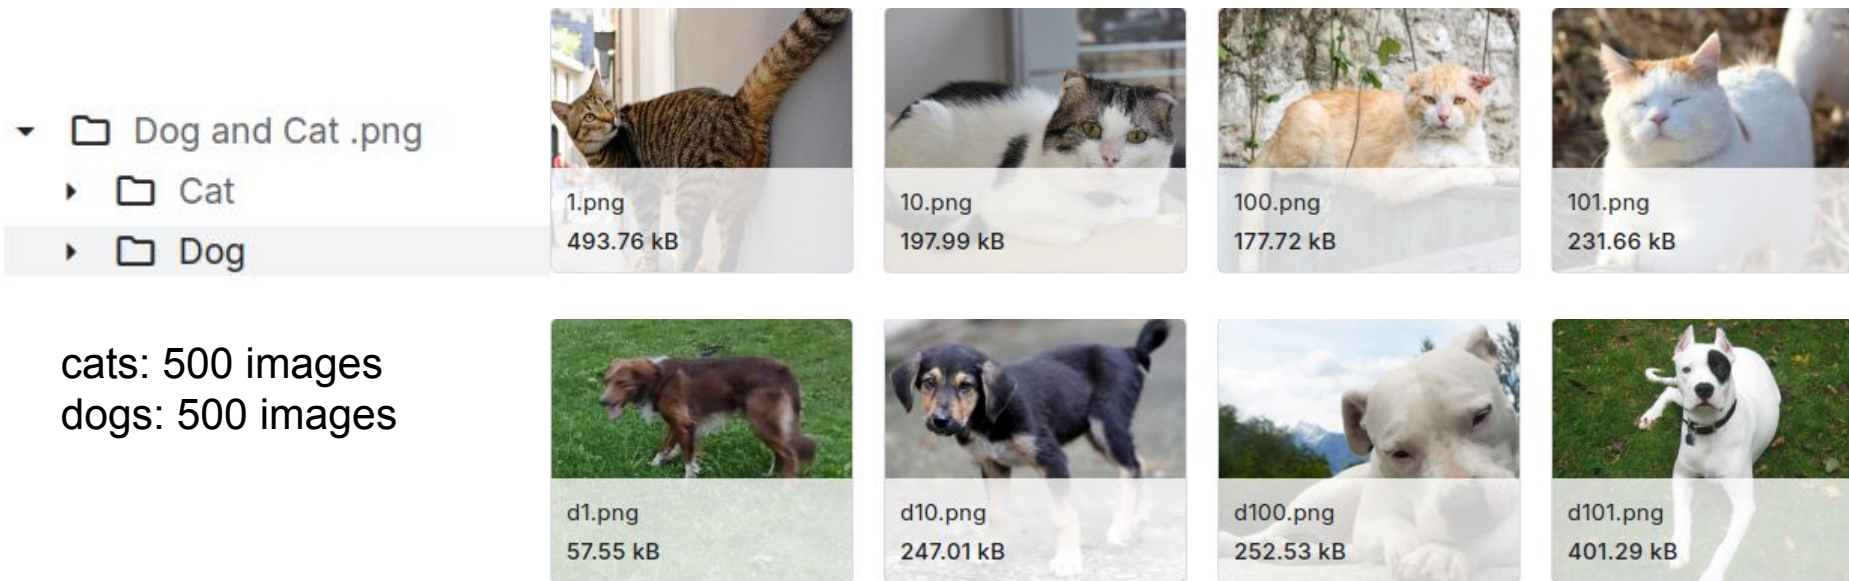 Dog and Cat .png
Cat
Dog
cats: 500 images
dogs: 500 images
1.png
493.76 kB
10.png
197.99 kB
100.png
177.72 kB
101.png
231.66 kB
d1.png
57.55 kB
d10.png
247.01 kB
d100.png
252.53 kB
d101.png
401.29 kB